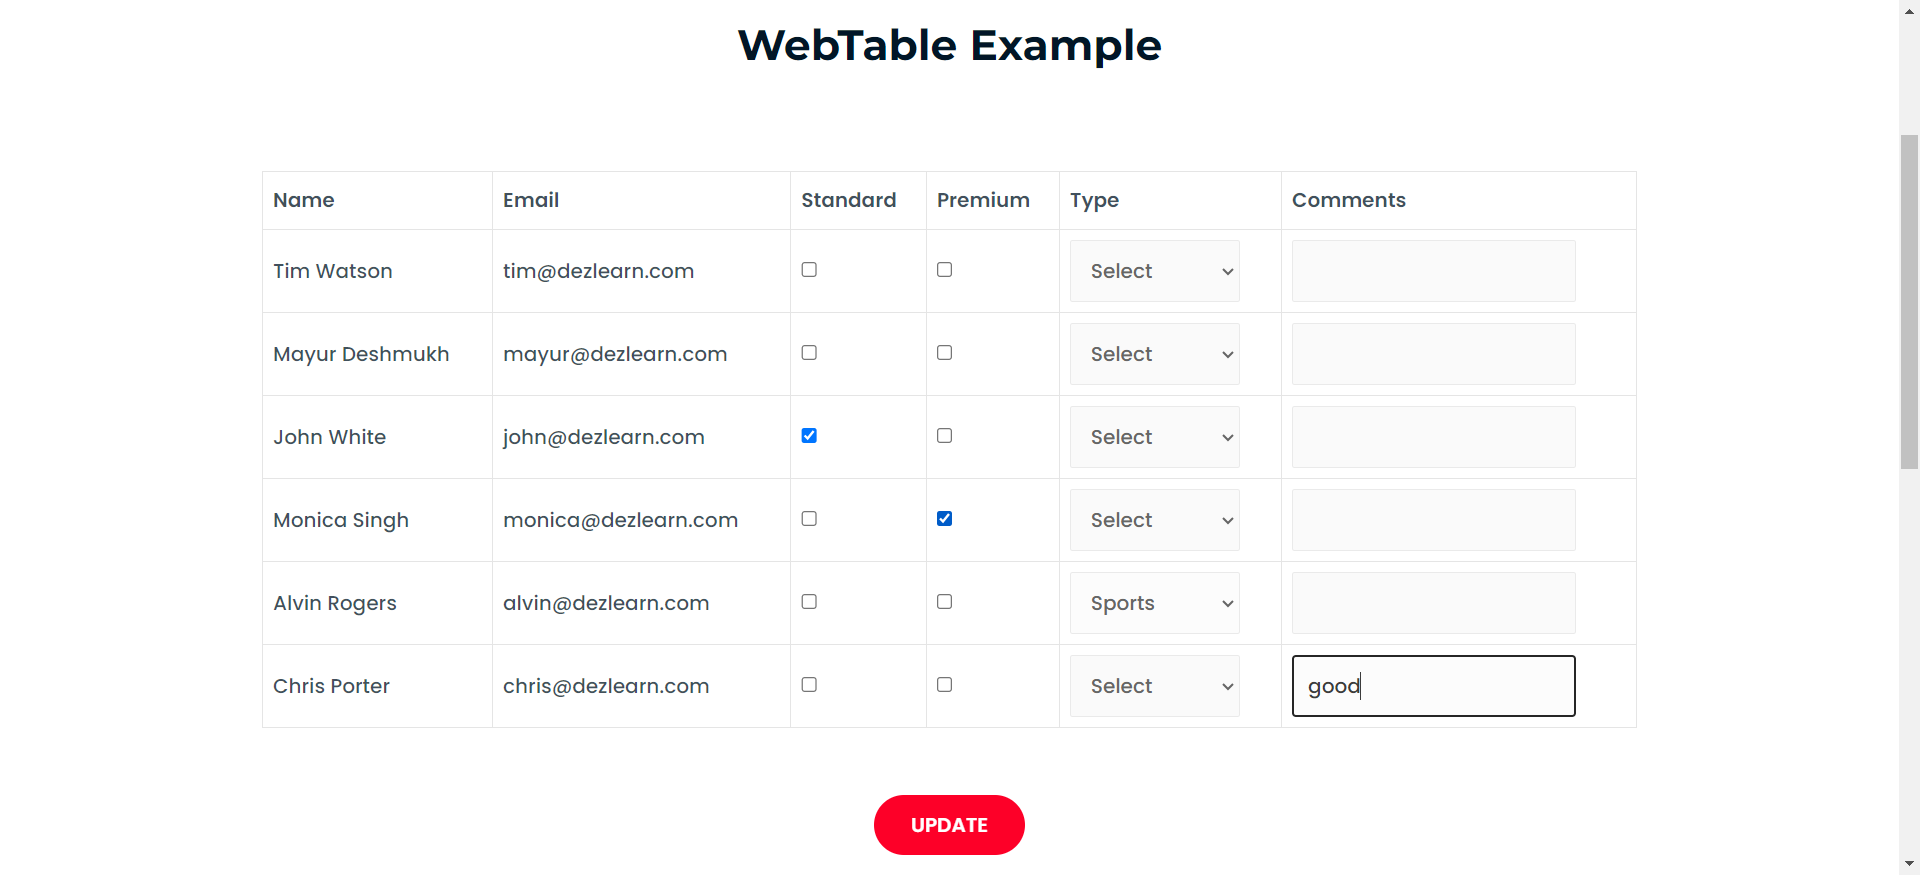 WebTable Example
Name Email Standard Premium Type Comments
Tim Watson tim@dezlearn.com Select
Mayur Deshmukh mayur@dezlearn.com Select
John White john@dezlearn.com Select
Monica Singh monica@dezlearn.com Select
Alvin Rogers alvin@dezlearn.com Sports
Chris Porter chris@dezlearn.com Select good
UPDATE